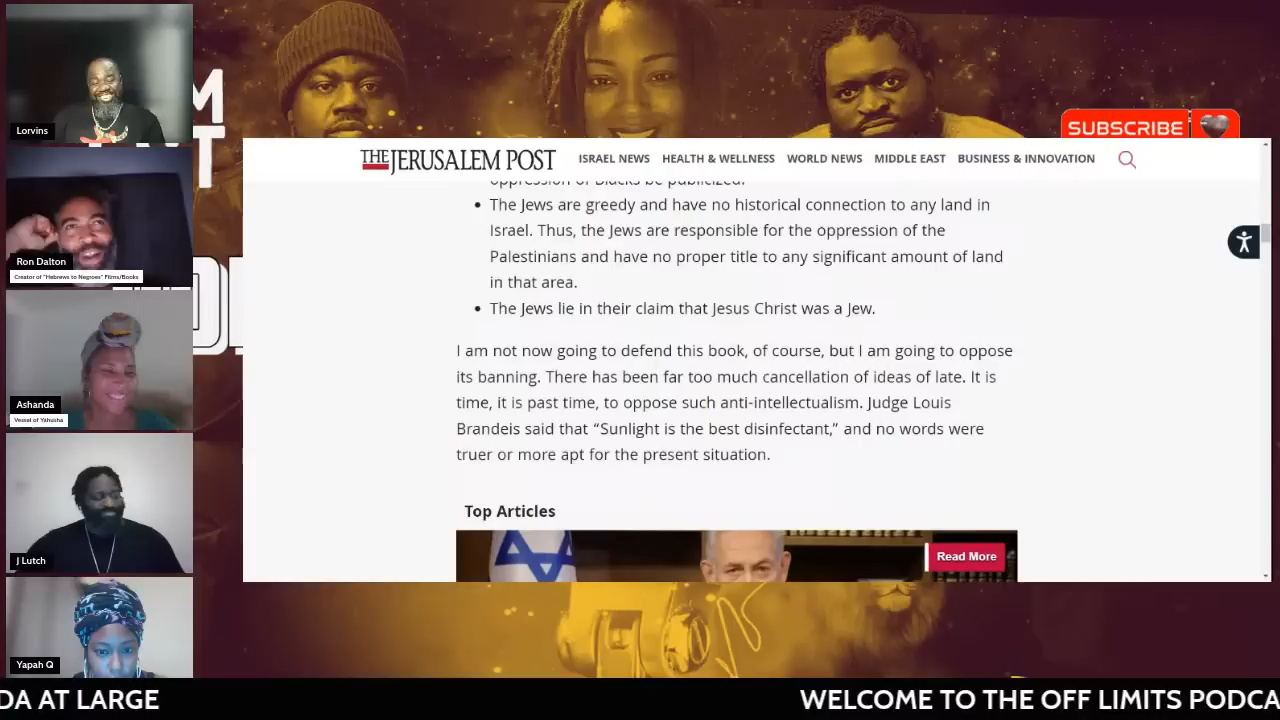 Lorvins
Ron Dalton
Creator of "Hebrews to Negroes" Films/Books
Ashanda
Vessel of Yahusha
J Lutch
Yapah Q
SUBSCRIBE
THE JERUSALEM POST
ISRAEL NEWS HEALTH & WELLNESS WORLD NEWS MIDDLE EAST BUSINESS & INNOVATION
oppression of Blacks be publicized.
• The Jews are greedy and have no historical connection to any land in
Israel. Thus, the Jews are responsible for the oppression of the
Palestinians and have no proper title to any significant amount of land
in that area.
• The Jews lie in their claim that Jesus Christ was a Jew.
I am not now going to defend this book, of course, but I am going to oppose
its banning. There has been far too much cancellation of ideas of late. It is
time, it is past time, to oppose such anti-intellectualism. Judge Louis
Brandeis said that “Sunlight is the best disinfectant,” and no words were
truer or more apt for the present situation.
Top Articles
Read More
DA AT LARGE
WELCOME TO THE OFF LIMITS PODCA